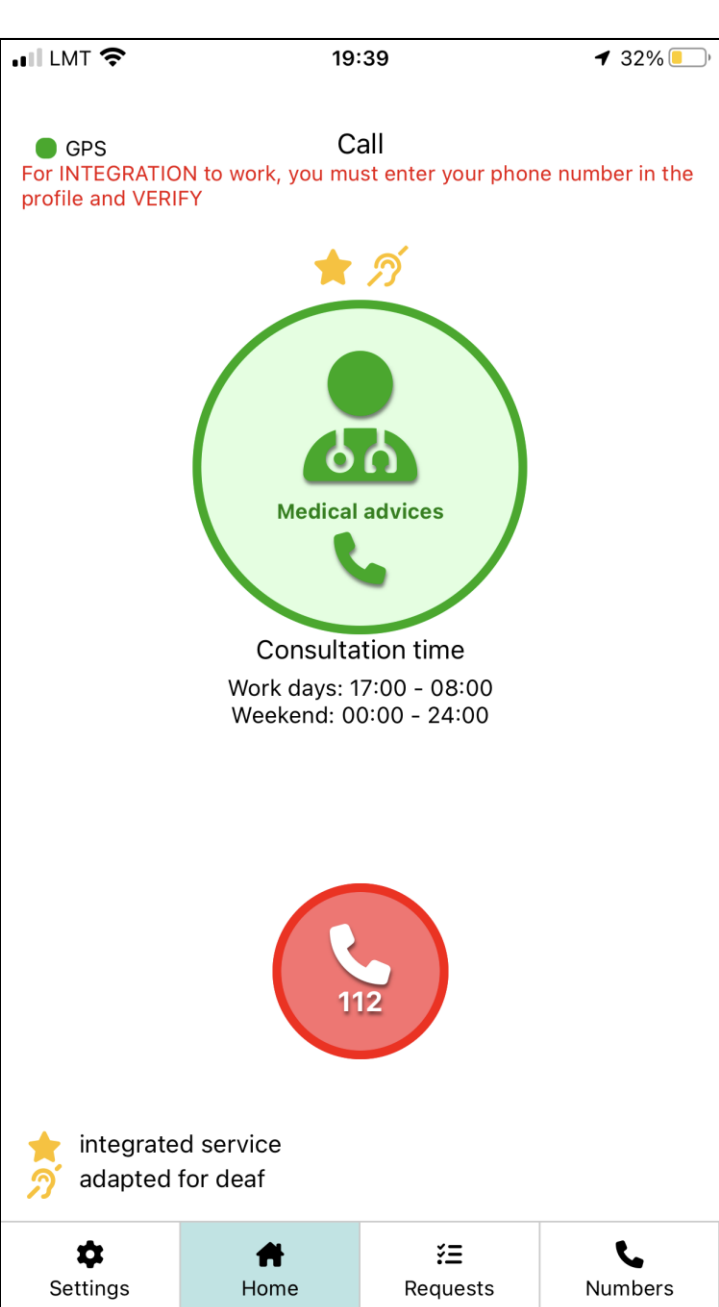 LMT 19:39 32%
GPS Call
For INTEGRATION to work, you must enter your phone number in the
profile and VERIFY
Medical advices
Consultation time
Work days: 17:00 - 08:00
Weekend: 00:00 - 24:00
112
integrated service
adapted for deaf
Settings Home Requests Numbers